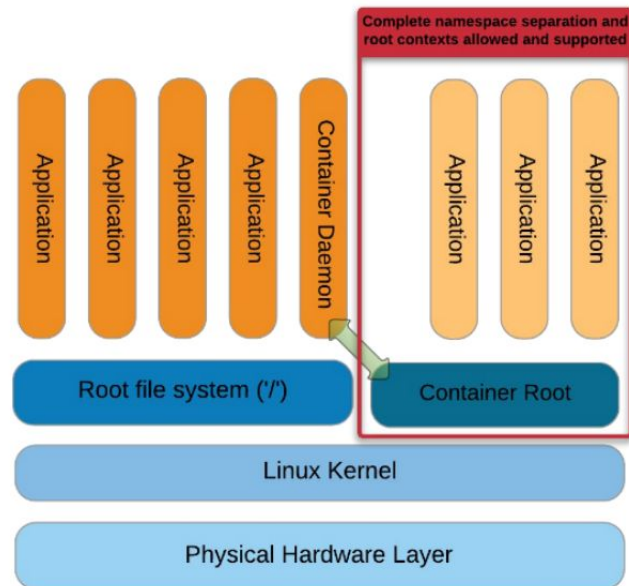 Complete namespace separation and
root contexts allowed and supported
Application
Application
Application
Application
Container Daemon
Application
Application
Application
Root file system ('/')
Container Root
Linux Kernel
Physical Hardware Layer